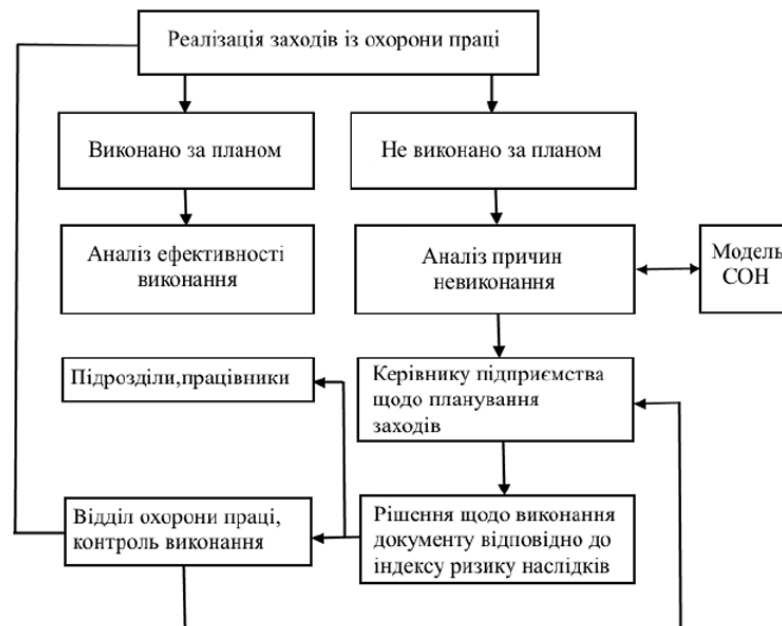 Реалізація заходів із охорони праці
Виконано за планом
Не виконано за планом
Аналіз ефективності
виконання
Аналіз причин
невиконання
Модель
СОН
Підрозділи,працівники
Керівнику підприємства
щодо планування
заходів
Відділ охорони праці,
контроль виконання
Рішення щодо виконання
документу відповідно до
індексу ризику наслідків